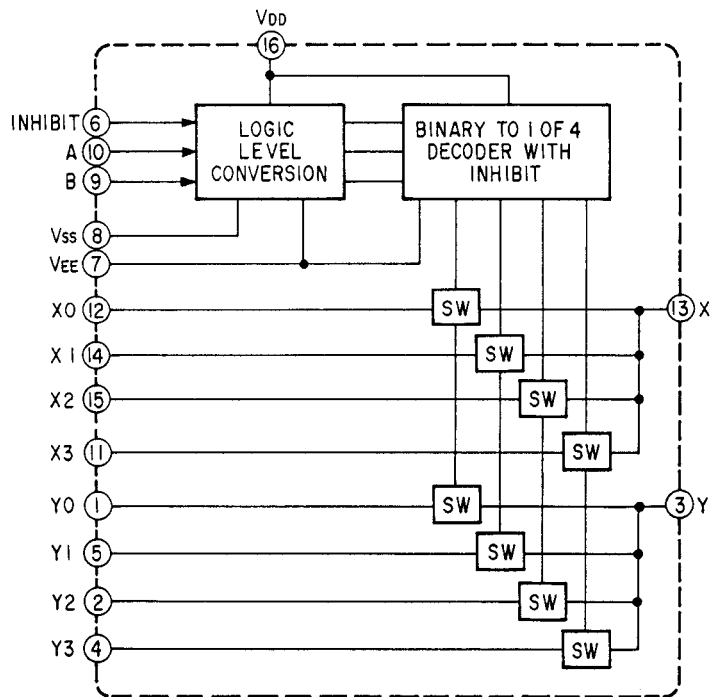 VDD
16
INHIBIT 6
A 10
B 9
LOGIC
LEVEL
CONVERSION
BINARY TO 1 OF 4
DECODER WITH
INHIBIT
VSS 8
VEE 7
X0 12
SW
13 X
X1 14
SW
X2 15
SW
X3 11
SW
Y0 1
SW
3 Y
Y1 5
SW
Y2 2
SW
Y3 4
SW